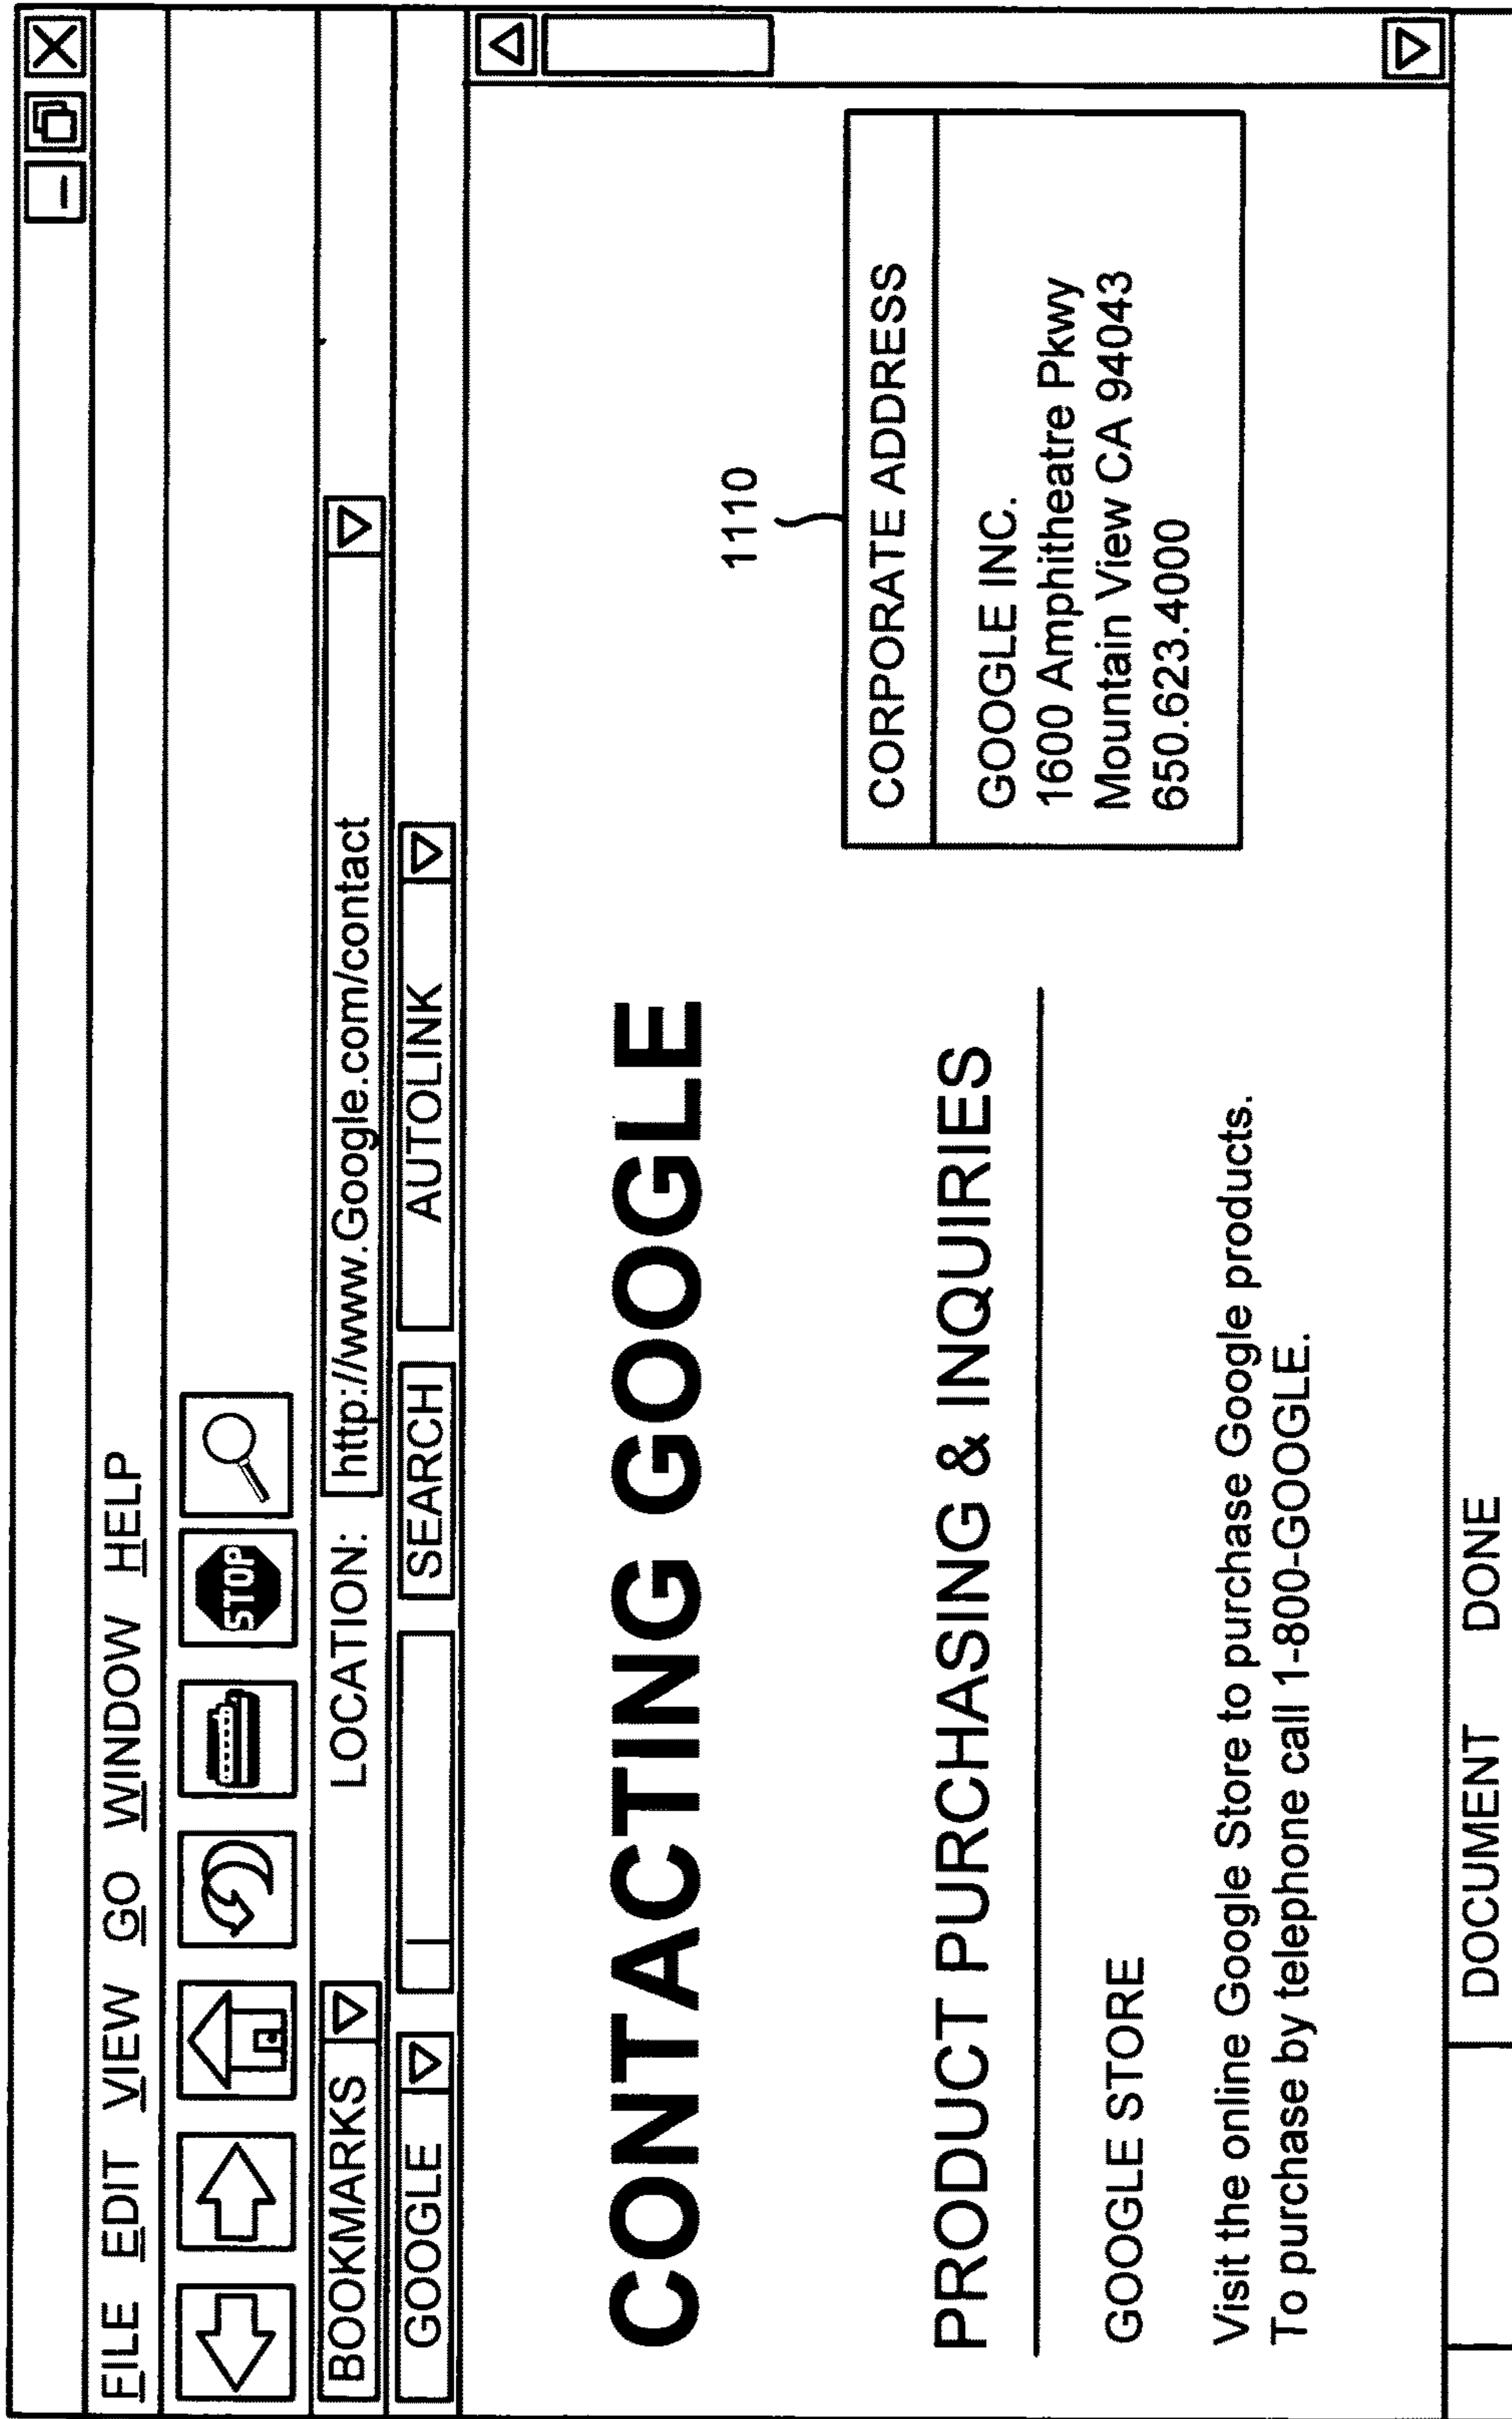 FILE EDIT VIEW GO WINDOW HELP
STOP
BOOKMARKS LOCATION: http://www.Google.com/contact
GOOGLE SEARCH AUTOLINK
CONTACTING GOOGLE
1110
PRODUCT PURCHASING & INQUIRIES
GOOGLE STORE
Visit the online Google Store to purchase Google products.
To purchase by telephone call 1-800-GOOGLE.
CORPORATE ADDRESS
GOOGLE INC.
1600 Amphitheatre Pkwy
Mountain View CA 94043
650.623.4000
DOCUMENT DONE